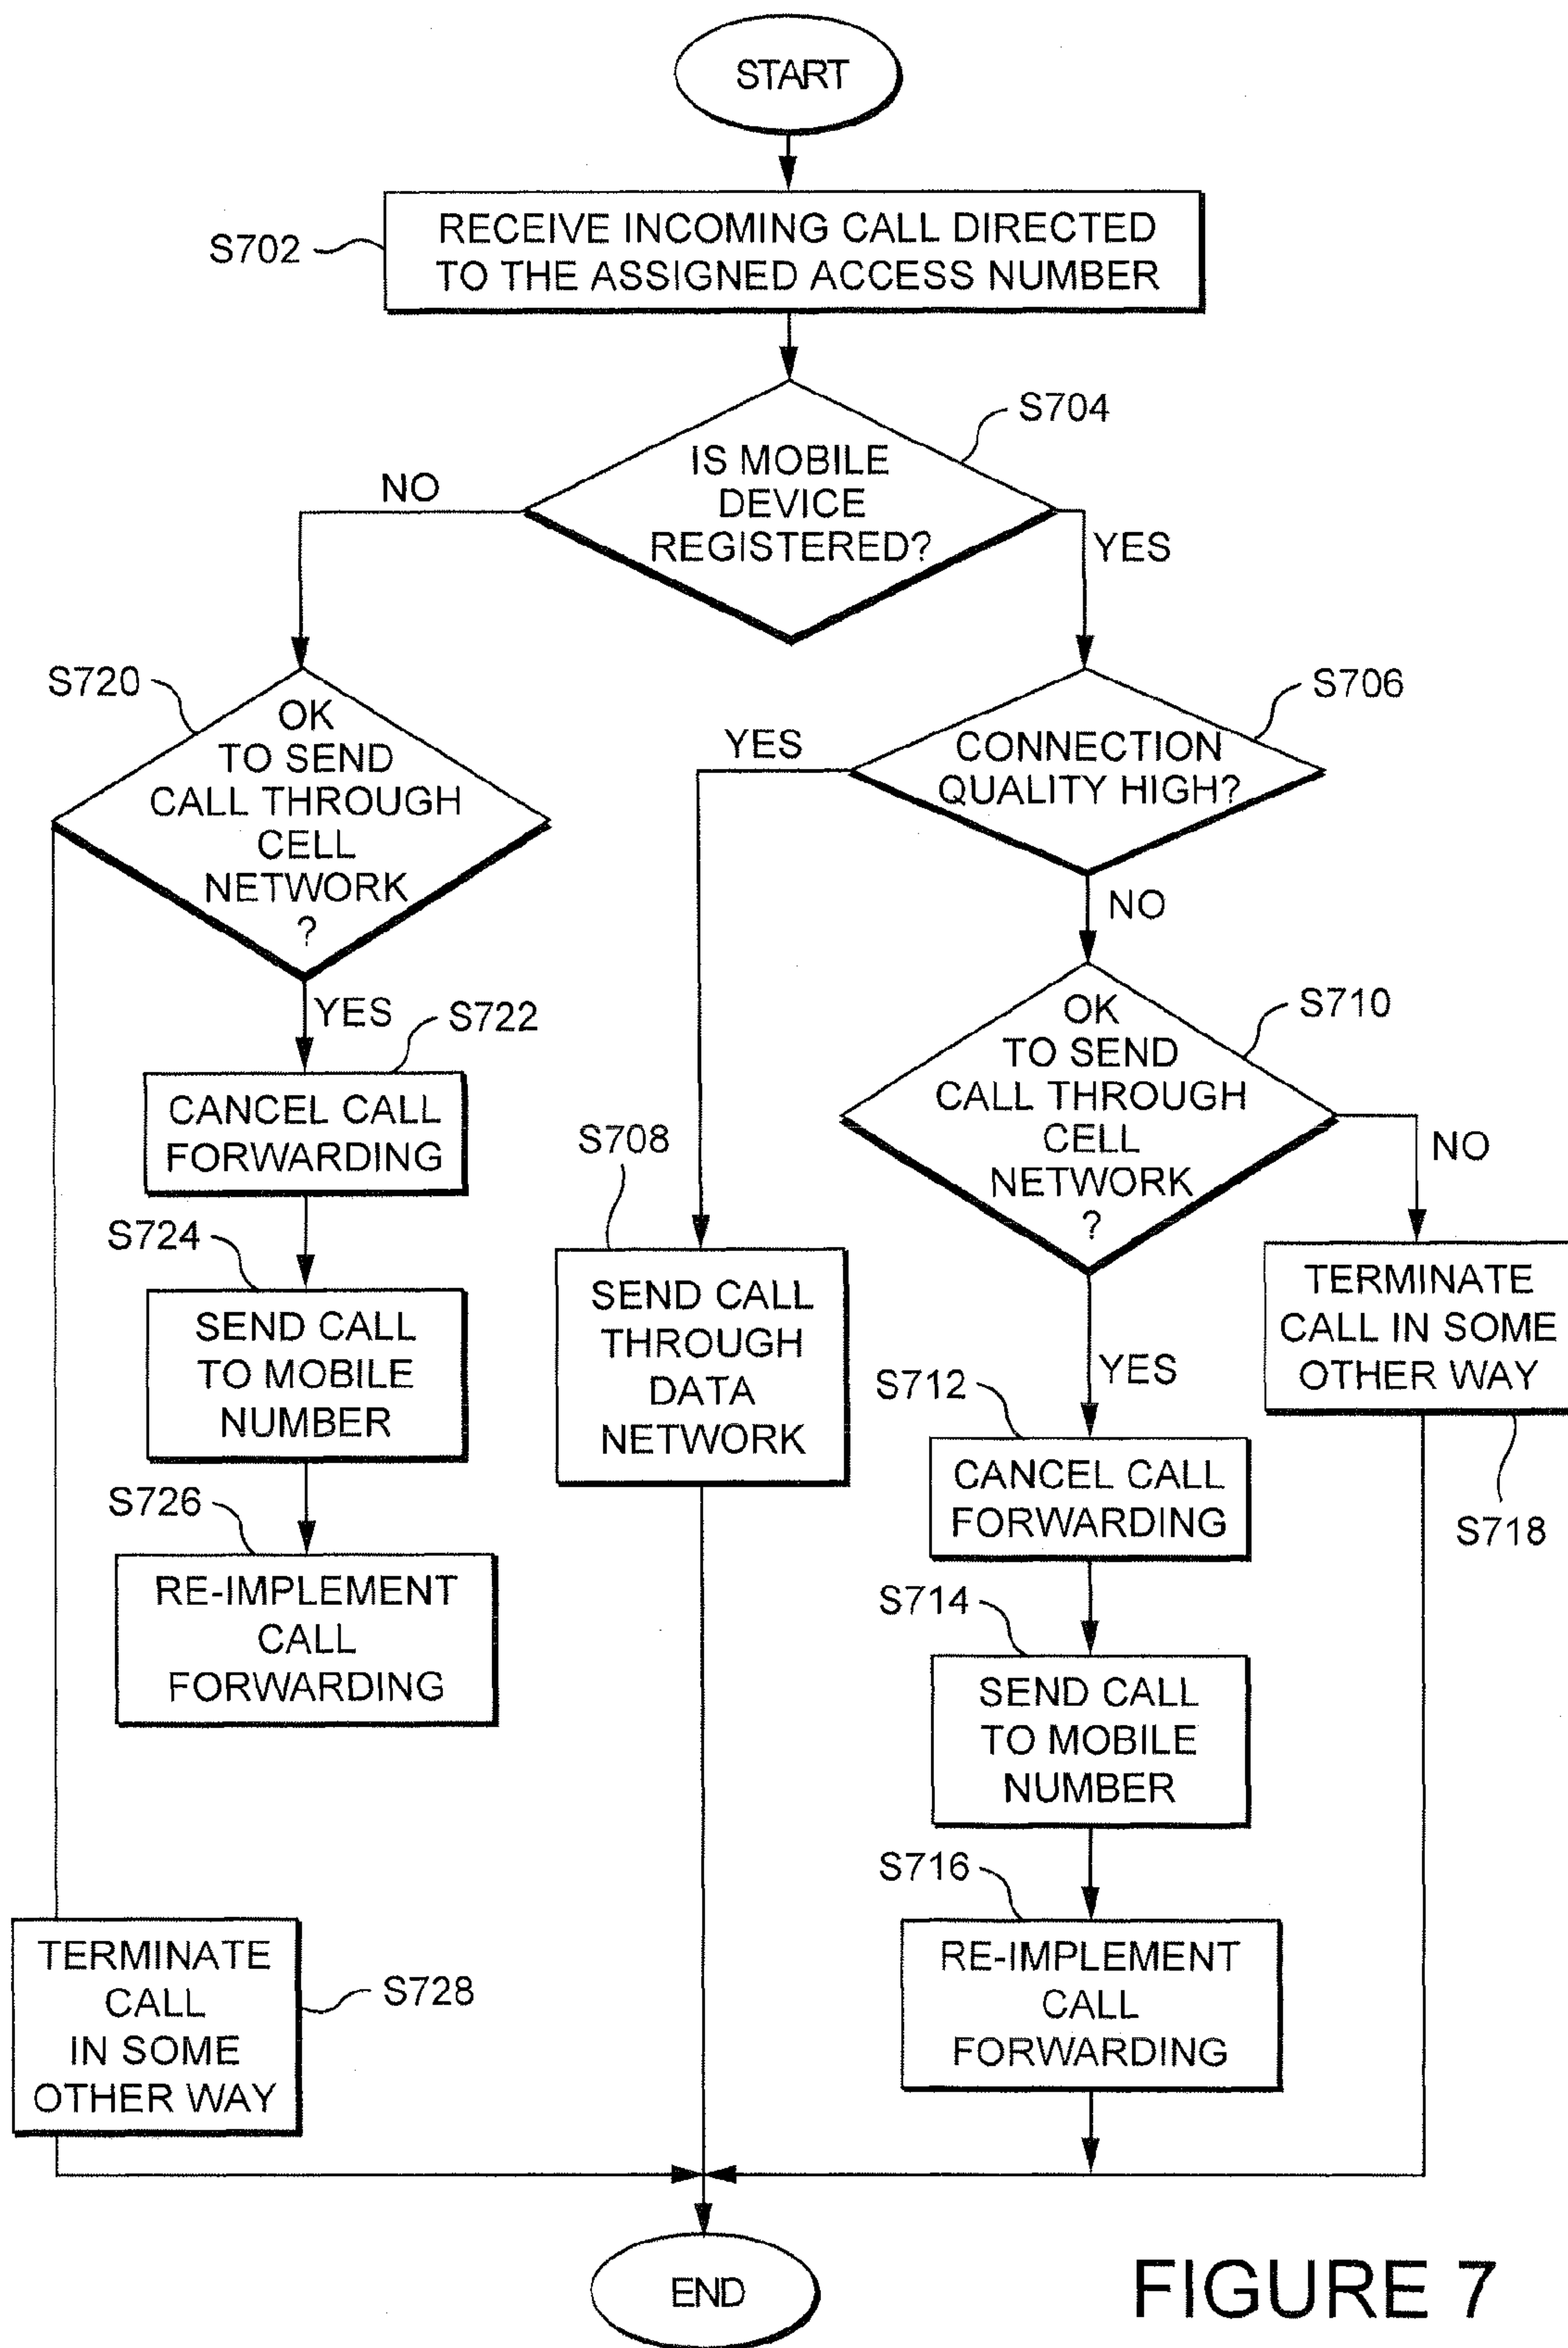 START
S702
RECEIVE INCOMING CALL DIRECTED
TO THE ASSIGNED ACCESS NUMBER
S704
IS MOBILE
DEVICE
REGISTERED?
NO
YES
S720
OK
TO SEND
CALL THROUGH
CELL
NETWORK
?
S706
CONNECTION
QUALITY HIGH?
YES
NO
YES
S722
CANCEL CALL
FORWARDING
S710
OK
TO SEND
CALL THROUGH
CELL
NETWORK
?
NO
S708
SEND CALL
THROUGH
DATA
NETWORK
S724
SEND CALL
TO MOBILE
NUMBER
TERMINATE
CALL IN SOME
OTHER WAY
S718
YES
S712
CANCEL CALL
FORWARDING
S726
RE-IMPLEMENT
CALL
FORWARDING
S714
SEND CALL
TO MOBILE
NUMBER
S716
RE-IMPLEMENT
CALL
FORWARDING
TERMINATE
CALL
IN SOME
OTHER WAY
S728
END
FIGURE 7